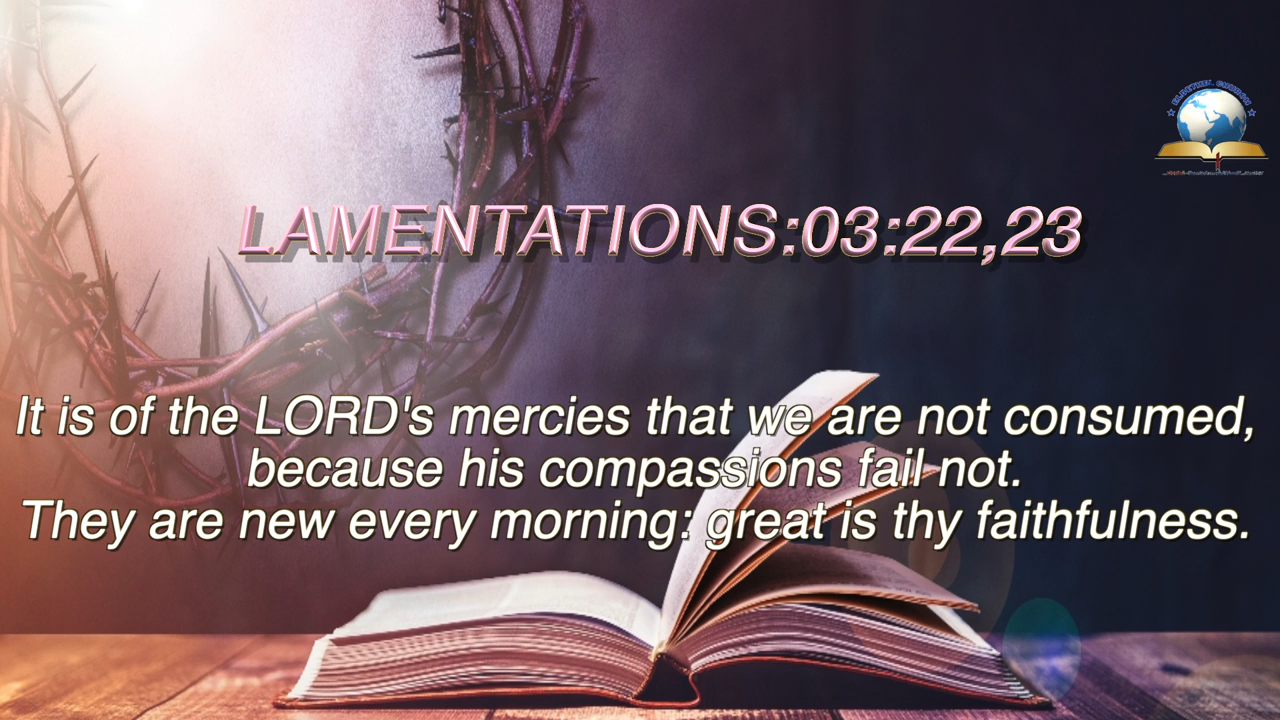 LAMENTATIONS:03:22,23
It is of the LORD's mercies that we are not consumed,
because his compassions fail not.
They are new every morning: great is thy faithfulness.